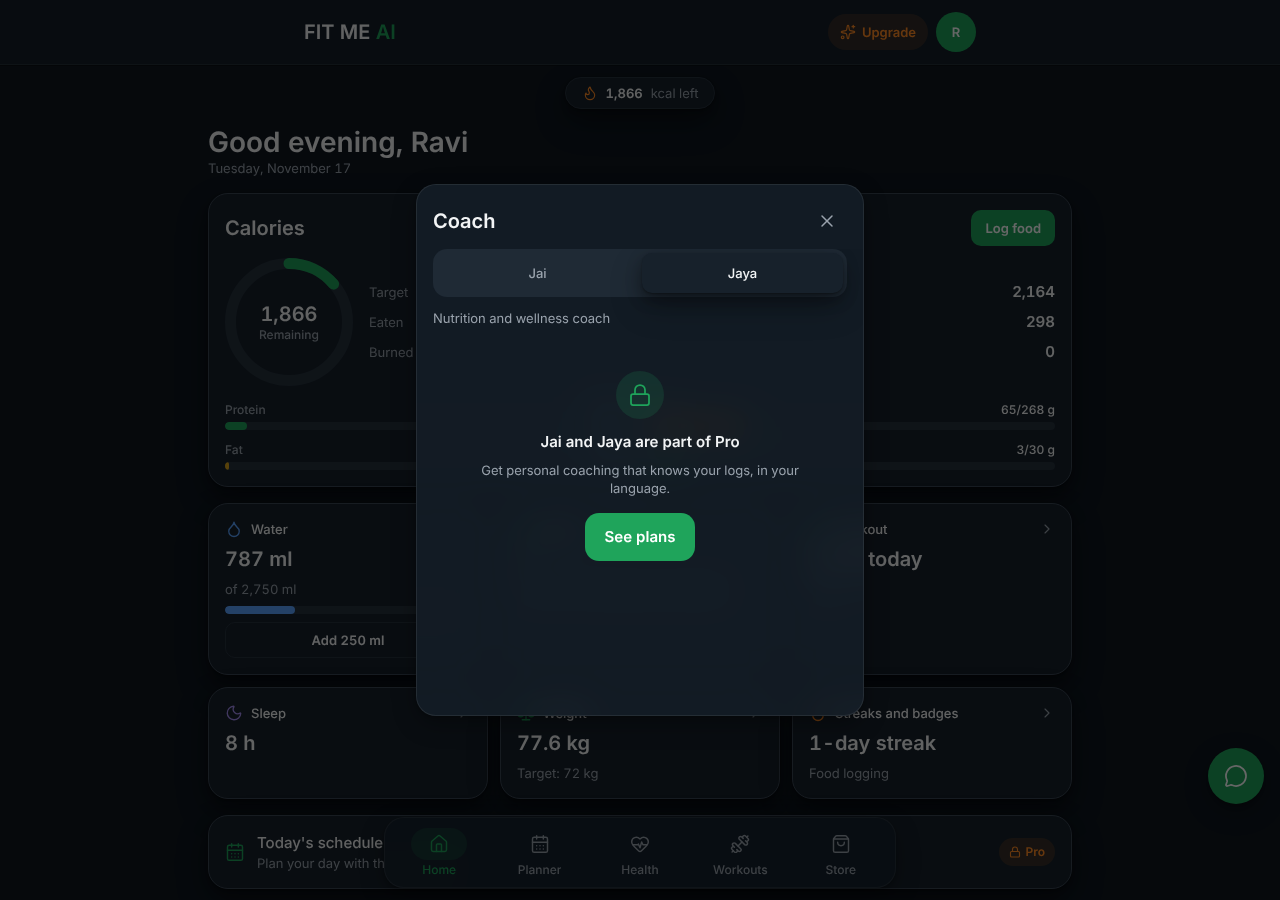 FIT ME AI
Upgrade
R
1,866 kcal left
Good evening, Ravi
Tuesday, November 17
Calories
Log food
1,866
Remaining
Target
2,164
Eaten
298
Burned
0
Protein
65/268 g
Fat
3/30 g
Coach
Jai
Jaya
Nutrition and wellness coach
Jai and Jaya are part of Pro
Get personal coaching that knows your logs, in your
language.
See plans
Water
787 ml
of 2,750 ml
Add 250 ml
today
Sleep
8 h
Weight
77.6 kg
Target: 72 kg
Streaks and badges
1-day streak
Food logging
Today's schedule
Plan your day with
Pro
Home
Planner
Health
Workouts
Store